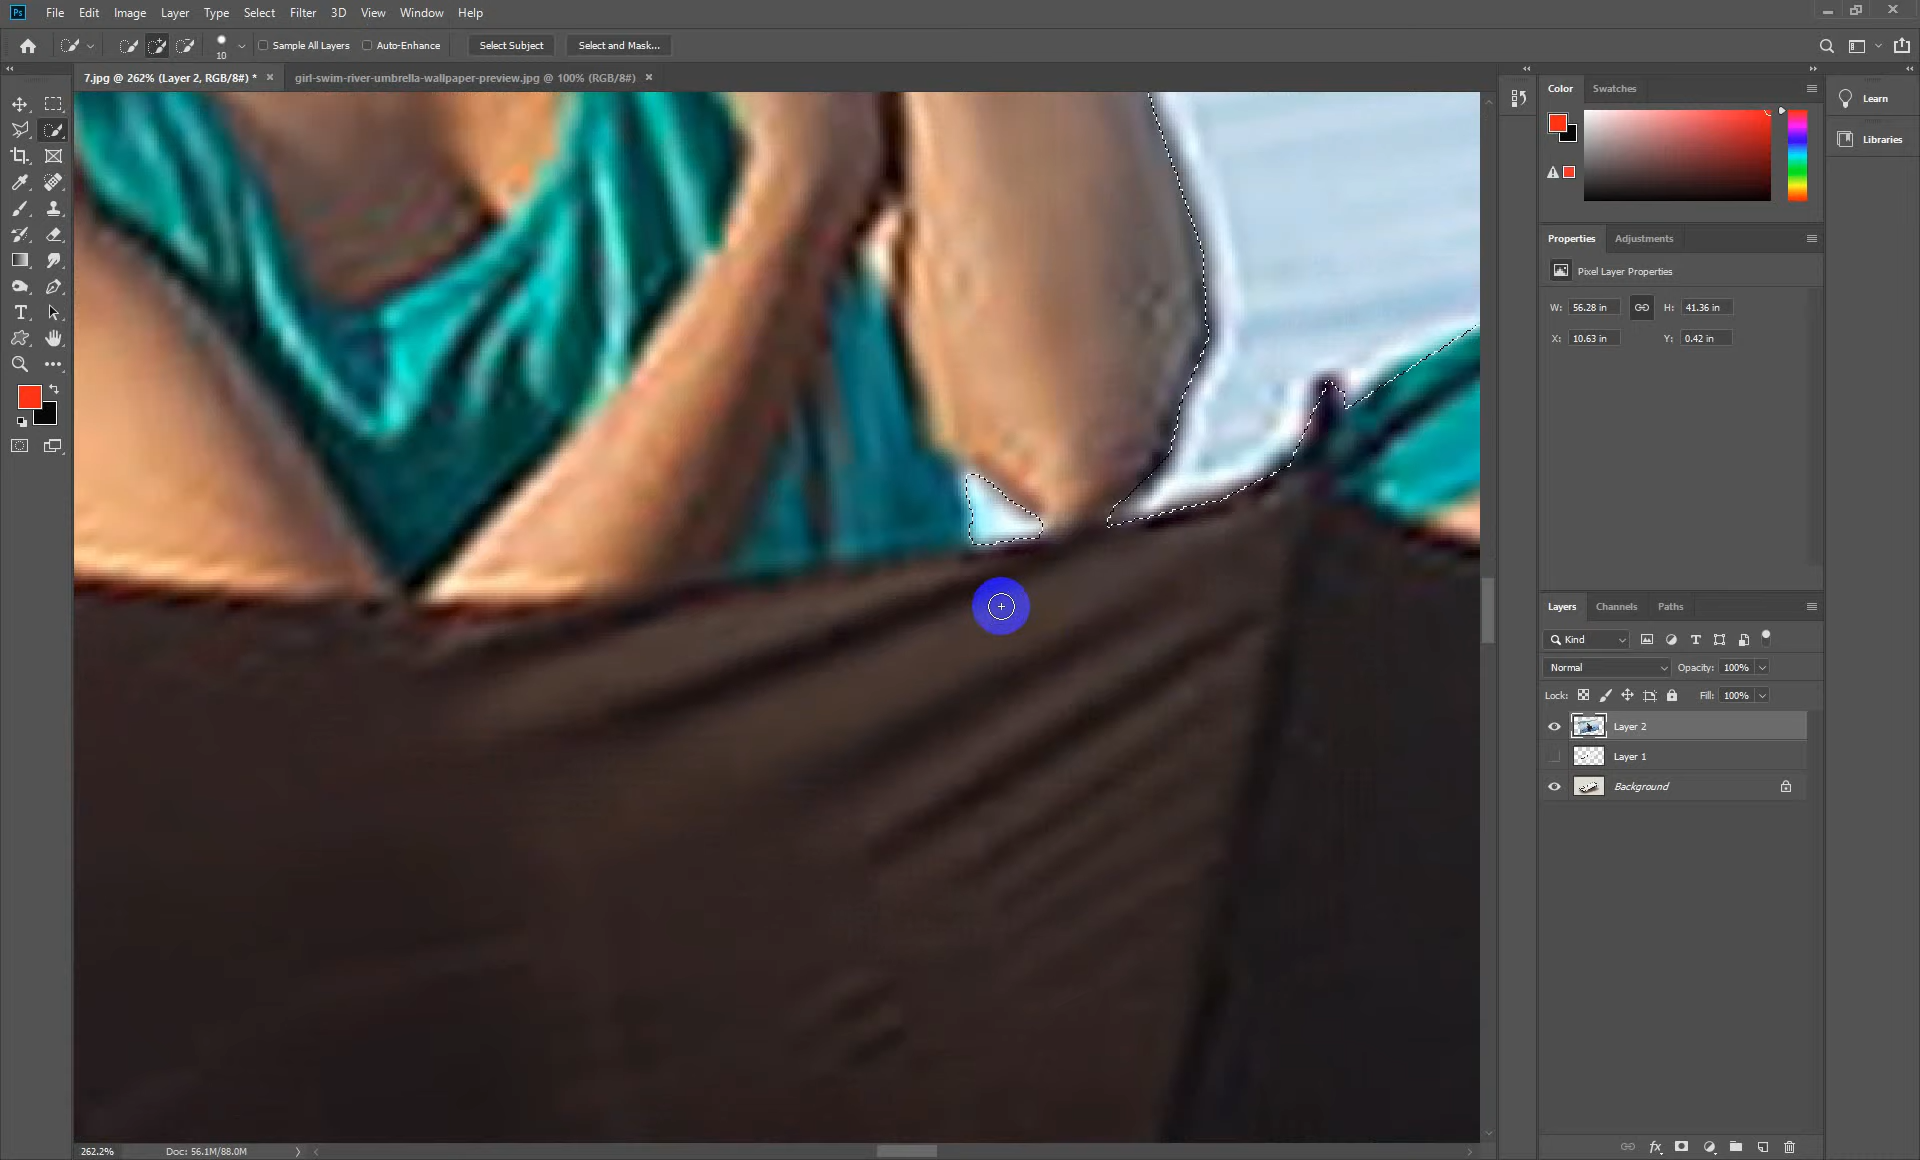 Ps File Edit Image Layer Type Select Filter 3D View Window Help
10 Sample All Layers Auto-Enhance Select Subject Select and Mask...
7.jpg @ 262% (Layer 2, RGB/8#) * × girl-swim-river-umbrella-wallpaper-preview.jpg @ 100% (RGB/8#) ×
Color Swatches
Learn
Libraries
Properties Adjustments
Pixel Layer Properties
W: 56.28 in H: 41.36 in
X: 10.63 in Y: 0.42 in
Layers Channels Paths
Kind
Normal Opacity: 100%
Lock: Fill: 100%
Layer 2
Layer 1
Background
fx
262.2% Doc: 56.1M/88.0M